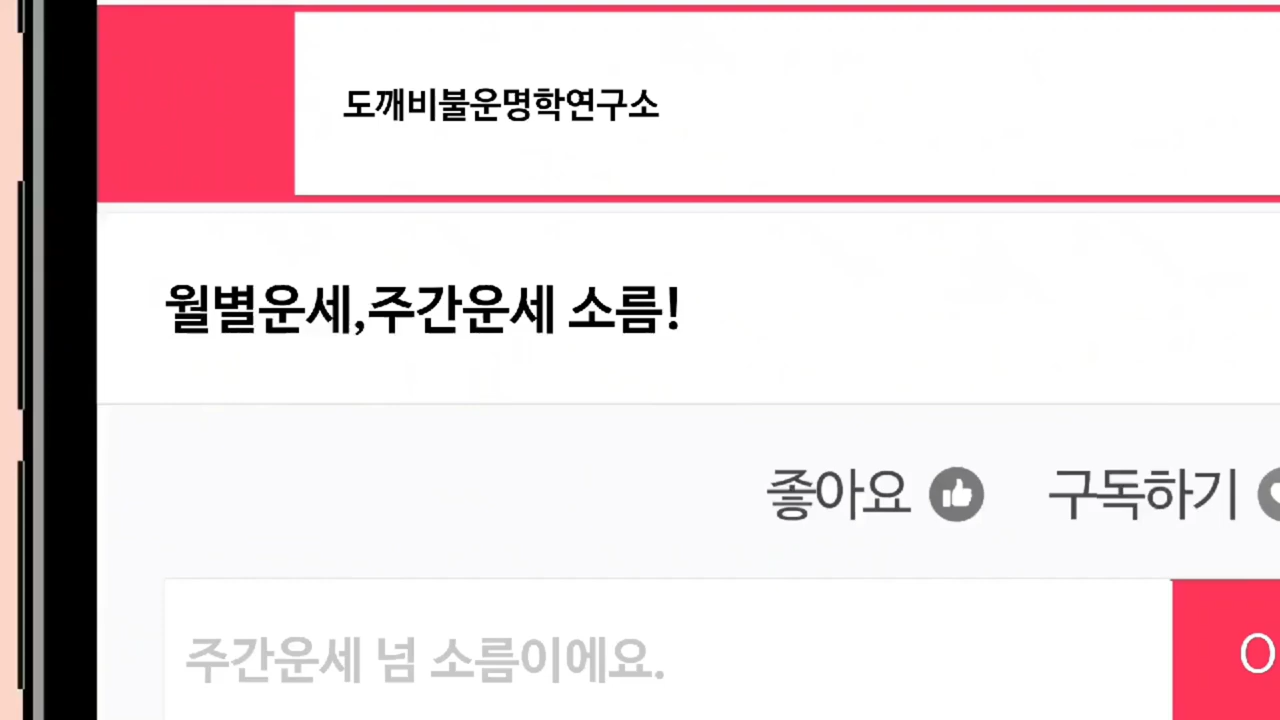 도깨비불운명학연구소
월별운세,주간운세 소름!
좋아요 구독하기
주간운세 넘 소름이에요.